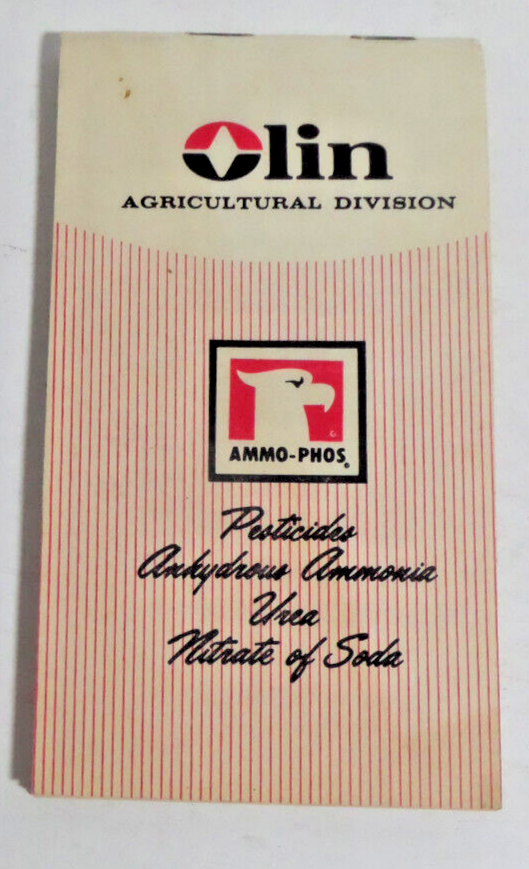 Olin
AGRICULTURAL DIVISION
©
AMMO-PHOS®
Pesticides
Anhydrous Ammonia
Urea
Nitrate of Soda